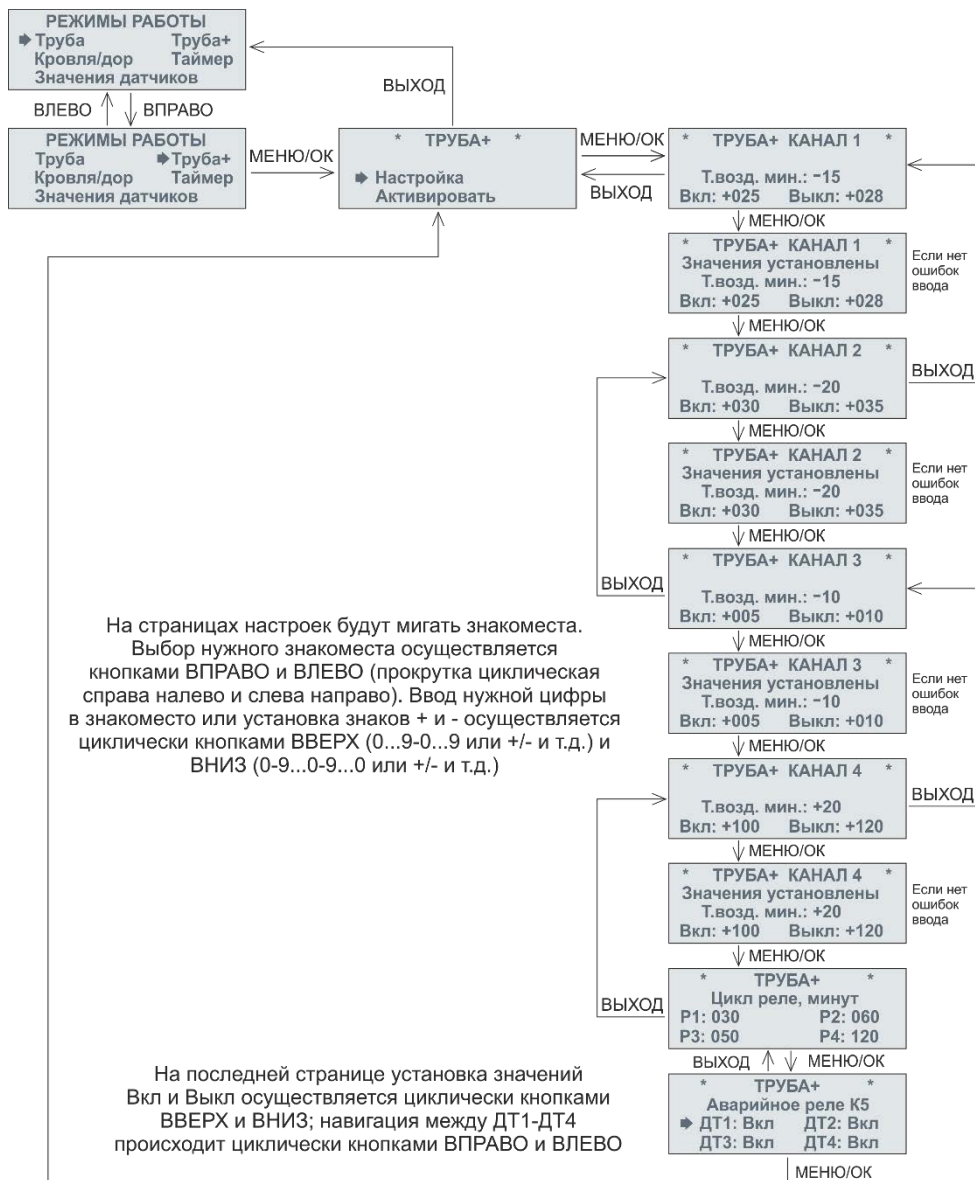 РЕЖИМЫ РАБОТЫ
Труба Труба+
Кровля/дор Таймер
Значения датчиков
ВЛЕВО ВПРАВО
РЕЖИМЫ РАБОТЫ
Труба Труба+
Кровля/дор Таймер
Значения датчиков
МЕНЮ/ОК
ВЫХОД
* ТРУБА+ *
Настройка
Активировать
МЕНЮ/ОК
ВЫХОД
* ТРУБА+ КАНАЛ 1 *
Т.возд. мин.: -15
Вкл: +025 Выкл: +028
МЕНЮ/ОК
* ТРУБА+ КАНАЛ 1 *
Значения установлены
Т.возд. мин.: -15
Вкл: +025 Выкл: +028
Если нет
ошибок
ввода
МЕНЮ/ОК
* ТРУБА+ КАНАЛ 2 *
Т.возд. мин.: -20
Вкл: +030 Выкл: +035
ВЫХОД
МЕНЮ/ОК
* ТРУБА+ КАНАЛ 2 *
Значения установлены
Т.возд. мин.: -20
Вкл: +030 Выкл: +035
Если нет
ошибок
ввода
МЕНЮ/ОК
ВЫХОД
* ТРУБА+ КАНАЛ 3 *
Т.возд. мин.: -10
Вкл: +005 Выкл: +010
МЕНЮ/ОК
* ТРУБА+ КАНАЛ 3 *
Значения установлены
Т.возд. мин.: -10
Вкл: +005 Выкл: +010
Если нет
ошибок
ввода
МЕНЮ/ОК
* ТРУБА+ КАНАЛ 4 *
Т.возд. мин.: +20
Вкл: +100 Выкл: +120
ВЫХОД
МЕНЮ/ОК
* ТРУБА+ КАНАЛ 4 *
Значения установлены
Т.возд. мин.: +20
Вкл: +100 Выкл: +120
Если нет
ошибок
ввода
МЕНЮ/ОК
ВЫХОД
* ТРУБА+ *
Цикл реле, минут
Р1: 030 Р2: 060
Р3: 050 Р4: 120
ВЫХОД МЕНЮ/ОК
* ТРУБА+ *
Аварийное реле К5
ДТ1: Вкл ДТ2: Вкл
ДТ3: Вкл ДТ4: Вкл
МЕНЮ/ОК
На страницах настроек будут мигать знакоместа.
Выбор нужного знакоместа осуществляется
кнопками ВПРАВО и ВЛЕВО (прокрутка циклическая
справа налево и слева направо). Ввод нужной цифры
в знакоместо или установка знаков + и - осуществляется
циклически кнопками ВВЕРХ (0...9-0...9 или +/- и т.д.) и
ВНИЗ (0-9...0-9...0 или +/- и т.д.)
На последней странице установка значений
Вкл и Выкл осуществляется циклически кнопками
ВВЕРХ и ВНИЗ; навигация между ДТ1-ДТ4
происходит циклически кнопками ВПРАВО и ВЛЕВО